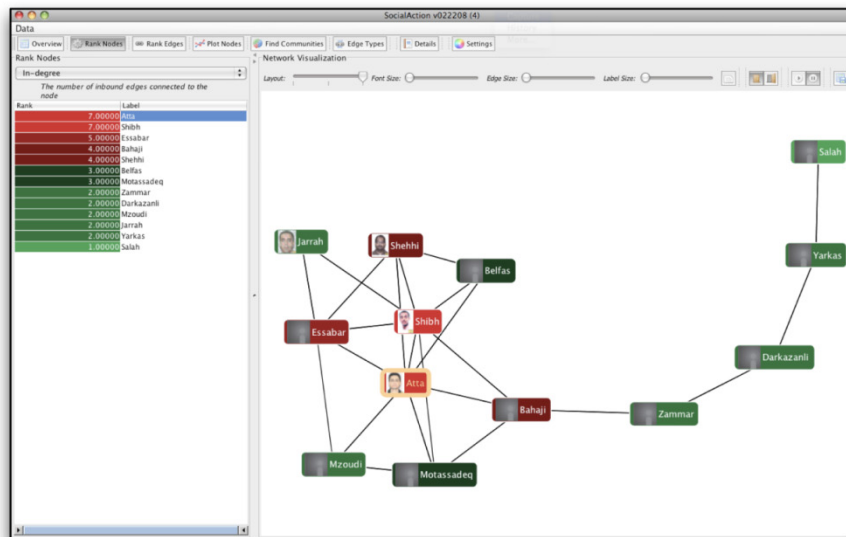 SocialAction v022208 (4)
Data
Overview Rank Nodes Rank Edges Plot Nodes Find Communities Edge Types Details Settings
Rank Nodes
In-degree
The number of inbound edges connected to the
node
Rank Label
7.00000 Atta
7.00000 Shibh
5.00000 Essabar
4.00000 Bahaji
4.00000 Shehhi
3.00000 Belfas
3.00000 Motassadeq
2.00000 Zammar
2.00000 Darkazanli
2.00000 Mzoudi
2.00000 Jarrah
2.00000 Yarkas
1.00000 Salah
Network Visualization
Layout: Font Size: Edge Size: Label Size:
Salah
Jarrah
Shehhi
Yarkas
Belfas
Shibh
Essabar
Darkazanli
Atta
Bahaji
Zammar
Mzoudi
Motassadeq